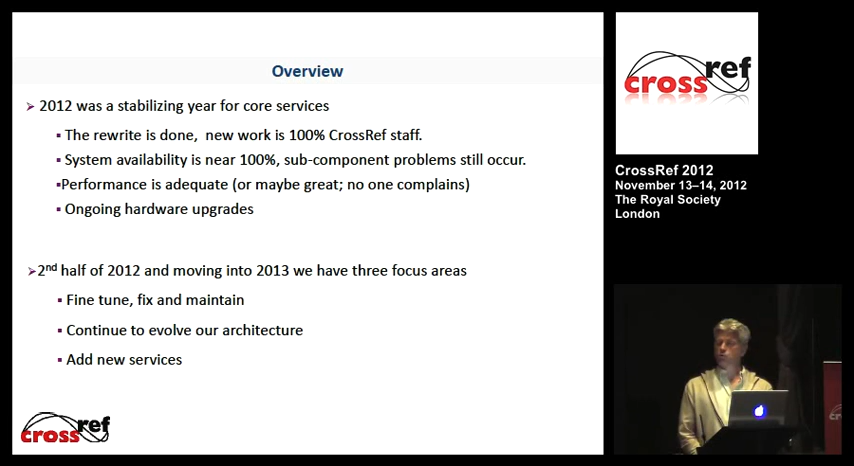 Overview
➢ 2012 was a stabilizing year for core services
▪ The rewrite is done, new work is 100% CrossRef staff.
▪ System availability is near 100%, sub-component problems still occur.
▪Performance is adequate (or maybe great; no one complains)
▪ Ongoing hardware upgrades
➢2nd half of 2012 and moving into 2013 we have three focus areas
▪ Fine tune, fix and maintain
▪ Continue to evolve our architecture
▪ Add new services
crossref
crossref
CrossRef 2012
November 13–14, 2012
The Royal Society
London